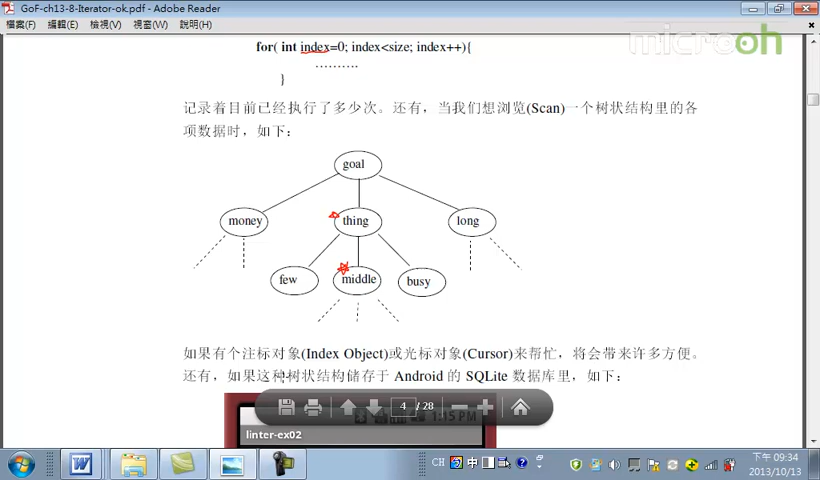 GoF-ch13-8-Iterator-ok.pdf - Adobe Reader
檔案(F) 編輯(E) 檢視(V) 視窗(W) 說明(H)
microoh
for( int index=0; index<size; index++){
..........
}
记录着目前已经执行了多少次。还有，当我们想浏览(Scan)一个树状结构里的各
项数据时，如下：
goal
money thing long
few middle busy
如果有个注标对象(Index Object)或光标对象(Cursor)来帮忙，将会带来许多方便。
还有，如果这种树状结构储存于 Android 的 SQLite 数据库里，如下：
4 / 28
1:15 PM
linter-ex02
CH 中
下午 09:34
2013/10/13